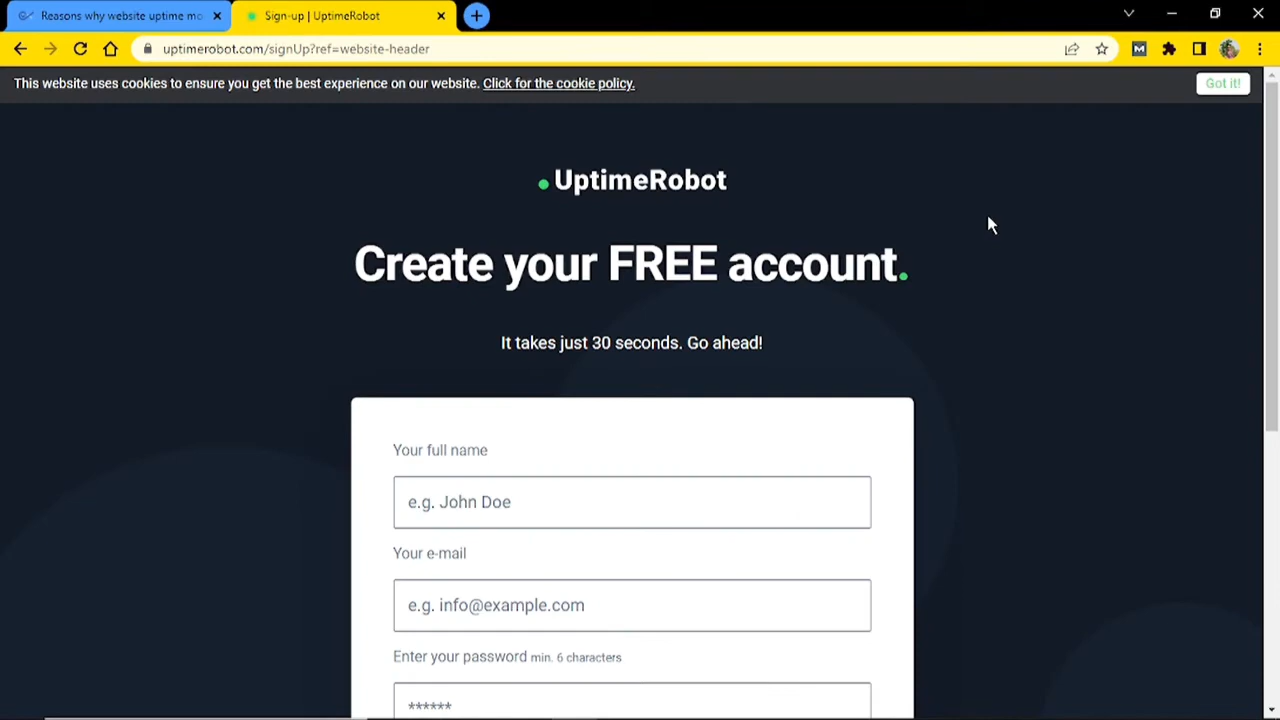 Reasons why website uptime mo
Sign-up | UptimeRobot
uptimerobot.com/signUp?ref=website-header
This website uses cookies to ensure you get the best experience on our website. Click for the cookie policy.
Got it!
UptimeRobot
Create your FREE account.
It takes just 30 seconds. Go ahead!
Your full name
e.g. John Doe
Your e-mail
e.g. info@example.com
Enter your password min. 6 characters
******